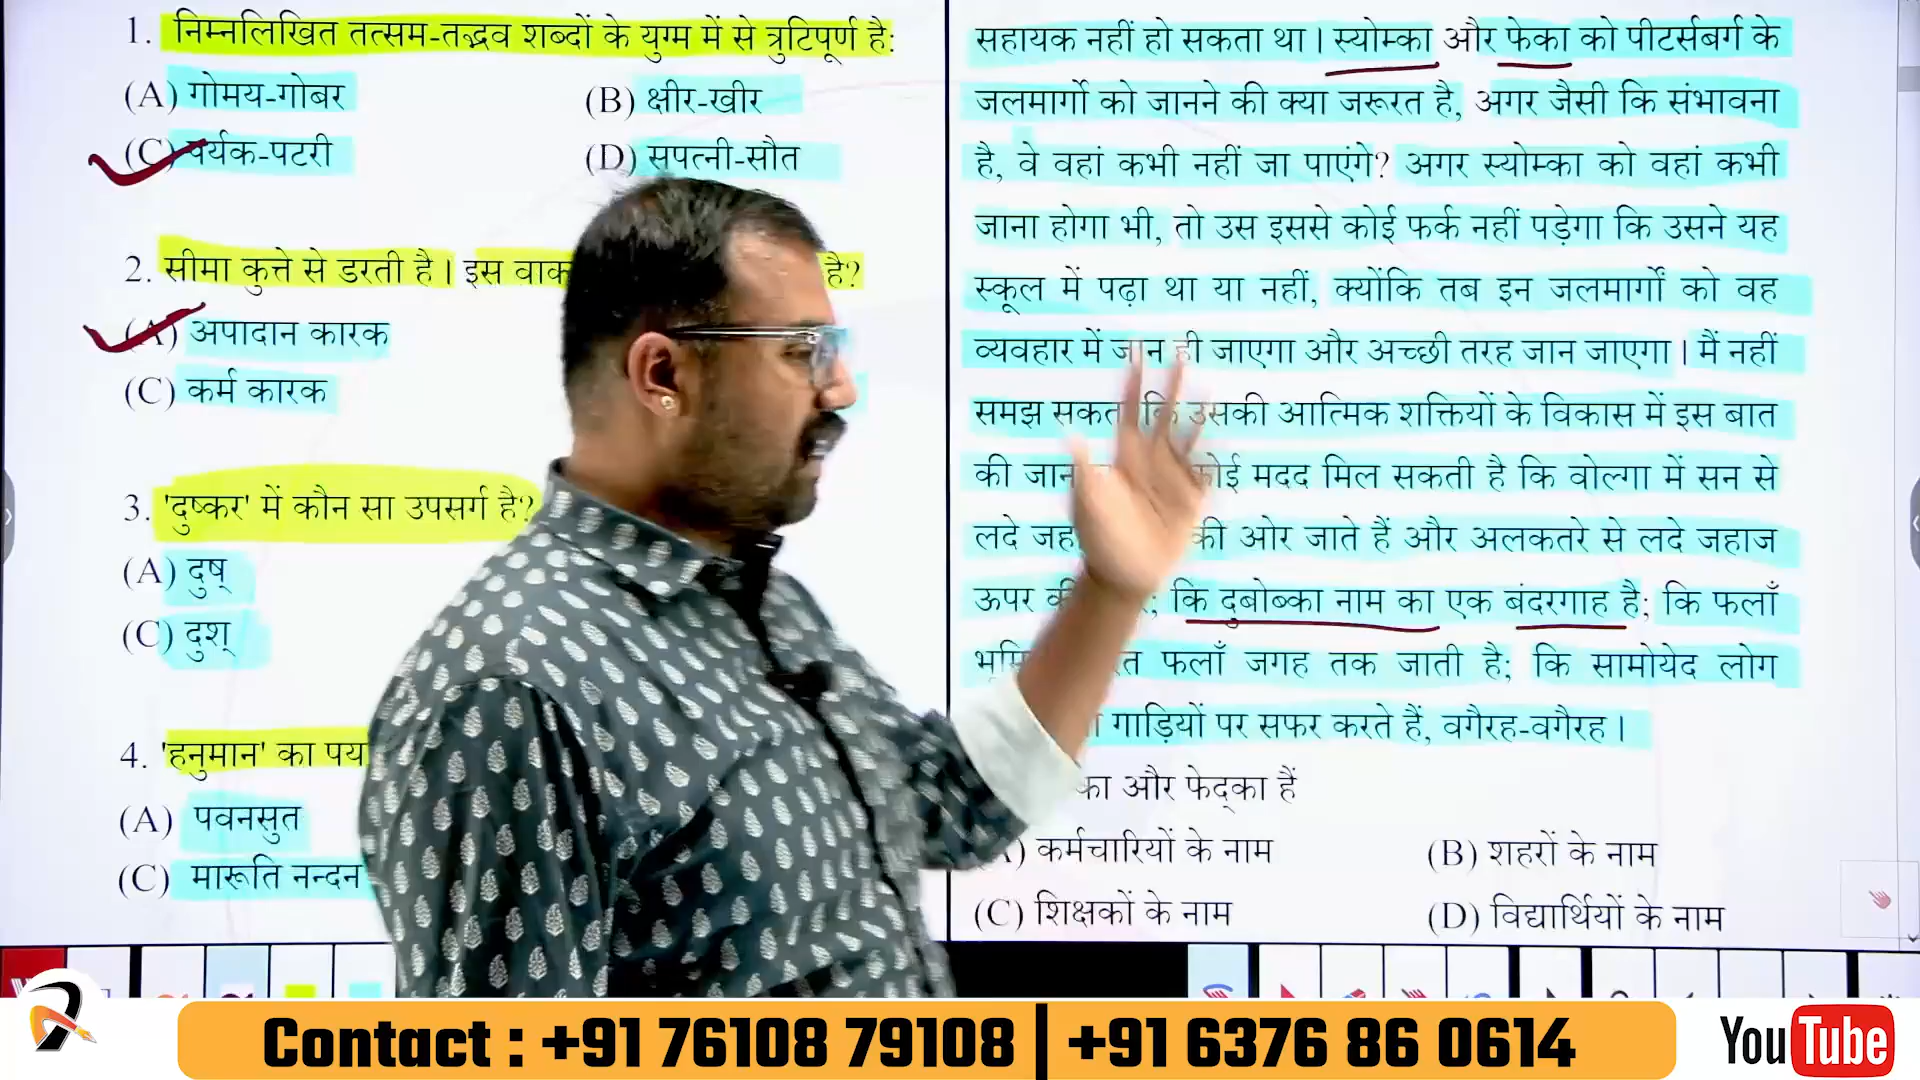 1. निम्नलिखित तत्सम-तद्भव शब्दों के युग्म में से त्रुटिपूर्ण है:
(A) गोमय-गोबर (B) क्षीर-खीर
(C) पर्यक-पटरी (D) सपत्नी-सौत
2. सीमा कुत्ते से डरती है। इस है?
(A) अपादान कारक
(C) कर्म कारक
3. 'दुष्कर' में कौन सा उपसर्ग है?
(A) दुष्
(C) दुश्
4. 'हनुमान' का
(A) पवनसुत
(C) मारूति नन्दन
सहायक नहीं हो सकता था। स्योम्का और फेका को पीटर्सबर्ग के
जलमार्गो को जानने की क्या जरूरत है, अगर जैसी कि संभावना
है, वे वहां कभी नहीं जा पाएंगे? अगर स्योम्का को वहां कभी
जाना होगा भी, तो उस इससे कोई फर्क नहीं पड़ेगा कि उसने यह
स्कूल में पढ़ा था या नहीं, क्योंकि तब इन जलमार्गों को वह
व्यवहार में जान ही जाएगा और अच्छी तरह जान जाएगा। मैं नहीं
समझ कि उसकी आत्मिक शक्तियों के विकास में इस बात
की कोई मदद मिल सकती है कि वोल्गा में सन से
लदे की ओर जाते हैं और अलकतरे से लदे जहाज
ऊपर कि दुबोब्का नाम का एक बंदरगाह है; कि फलाँ
फलाँ जगह तक जाती है; कि सामोयेद लोग
गाड़ियों पर सफर करते हैं, वगैरह-वगैरह।
और फेद्का हैं
कर्मचारियों के नाम (B) शहरों के नाम
(C) शिक्षकों के नाम (D) विद्यार्थियों के नाम
Contact : +91 76108 79108 | +91 6376 86 0614
YouTube